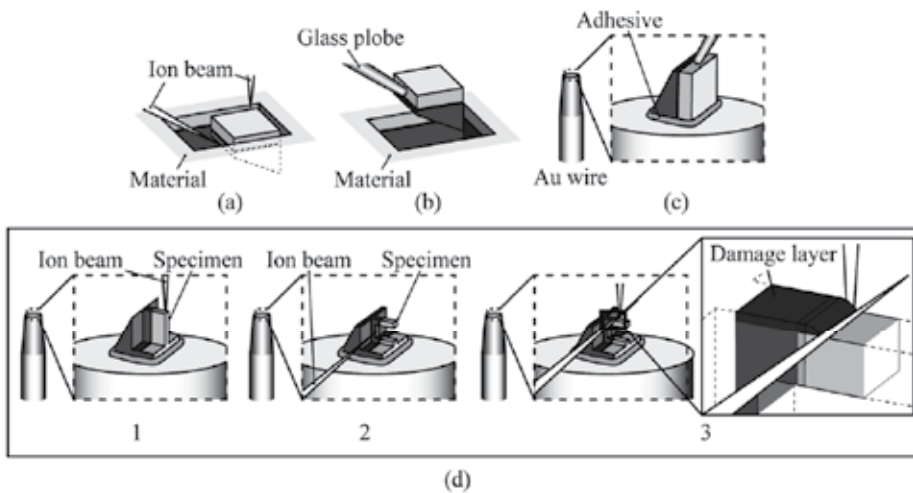 Ion beam
Material
(a)
Glass plobe
Material
(b)
Adhesive
Au wire
(c)
Ion beam
Specimen
1
Ion beam
Specimen
2
Damage layer
3
(d)